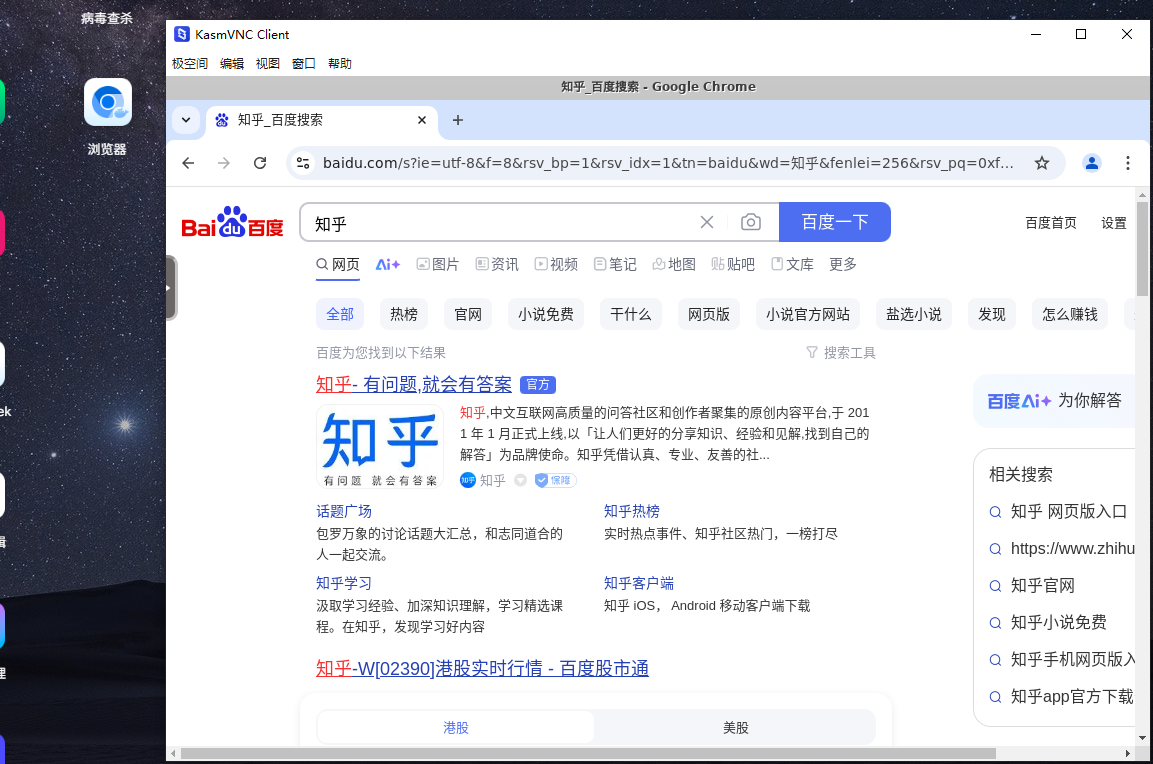 病毒查杀
浏览器
ek
KasmVNC Client
极空间 编辑 视图 窗口 帮助
知乎_百度搜索 - Google Chrome
知乎_百度搜索
baidu.com/s?ie=utf-8&f=8&rsv_bp=1&rsv_idx=1&tn=baidu&wd=知乎&fenlei=256&rsv_pq=0xf...
Bai du 百度
知乎
百度一下
百度首页 设置
网页 Ai+ 图片 资讯 视频 笔记 地图 贴吧 文库 更多
全部 热榜 官网 小说免费 干什么 网页版 小说官方网站 盐选小说 发现 怎么赚钱
百度为您找到以下结果
搜索工具
知乎- 有问题,就会有答案 官方
知乎
有问题 就会有答案
知乎,中文互联网高质量的问答社区和创作者聚集的原创内容平台,于 201
1 年 1 月正式上线,以「让人们更好的分享知识、经验和见解,找到自己的
解答」为品牌使命。知乎凭借认真、专业、友善的社...
知乎 知乎 保障
话题广场
包罗万象的讨论话题大汇总，和志同道合的
人一起交流。
知乎热榜
实时热点事件、知乎社区热门，一榜打尽
知乎学习
汲取学习经验、加深知识理解，学习精选课
程。在知乎，发现学习好内容
知乎客户端
知乎 iOS， Android 移动客户端下载
知乎-W[02390]港股实时行情 - 百度股市通
港股 美股
百度Ai+ 为你解答
相关搜索
知乎 网页版入口
https://www.zhihu
知乎官网
知乎小说免费
知乎手机网页版入
知乎app官方下载